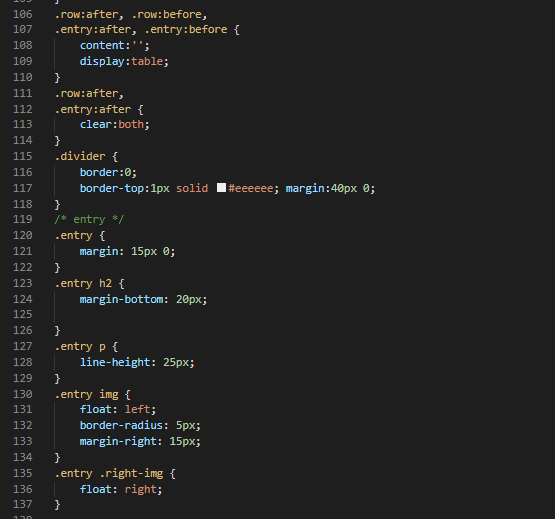 106 .row:after, .row:before,
107 .entry:after, .entry:before {
108 content:'';
109 display:table;
110 }
111 .row:after,
112 .entry:after {
113 clear:both;
114 }
115 .divider {
116 border:0;
117 border-top:1px solid #eeeeee; margin:40px 0;
118 }
119 /* entry */
120 .entry {
121 margin: 15px 0;
122 }
123 .entry h2 {
124 margin-bottom: 20px;
125
126 }
127 .entry p {
128 line-height: 25px;
129 }
130 .entry img {
131 float: left;
132 border-radius: 5px;
133 margin-right: 15px;
134 }
135 .entry .right-img {
136 float: right;
137 }